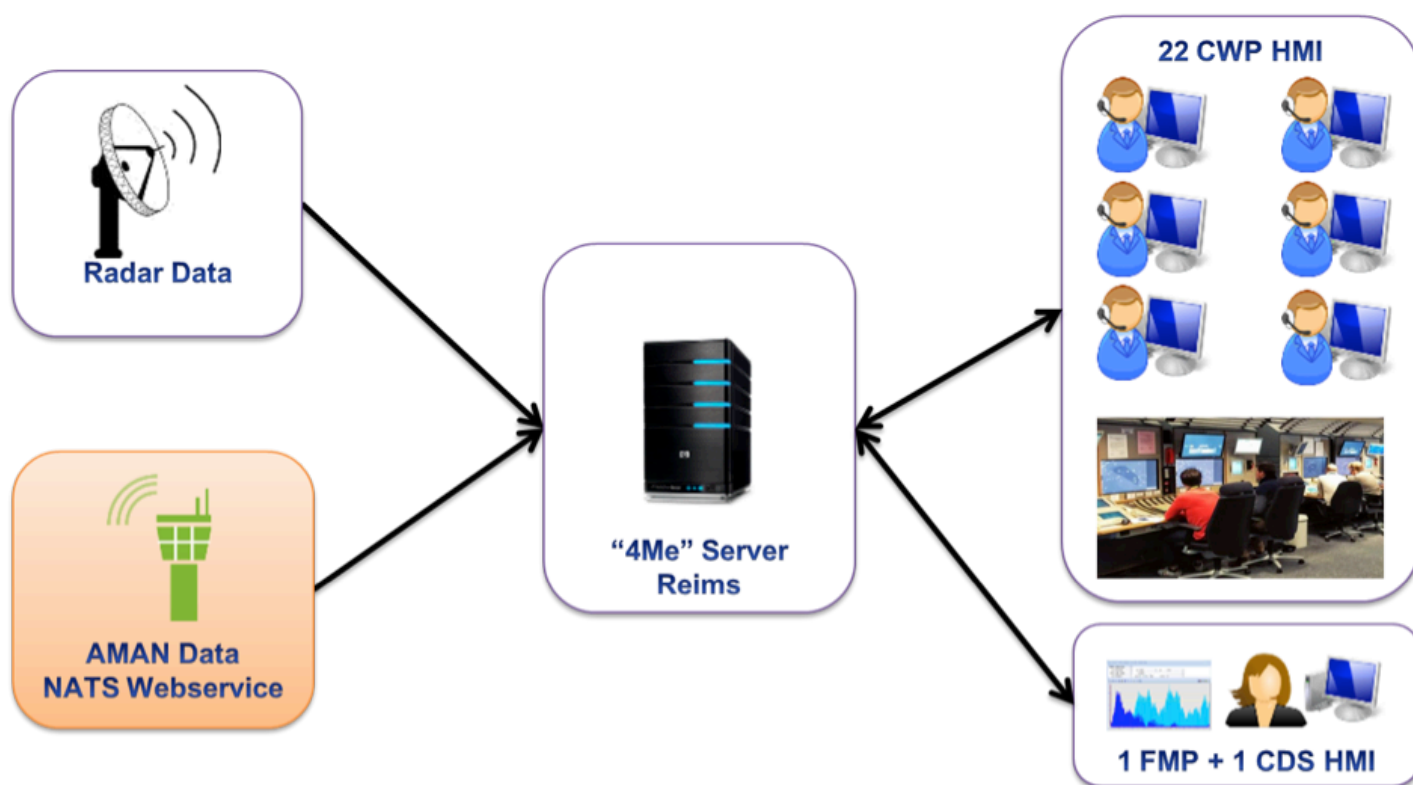 22 CWP HMI
Radar Data
“4Me” Server
Reims
AMAN Data
NATS Webservice
1 FMP + 1 CDS HMI